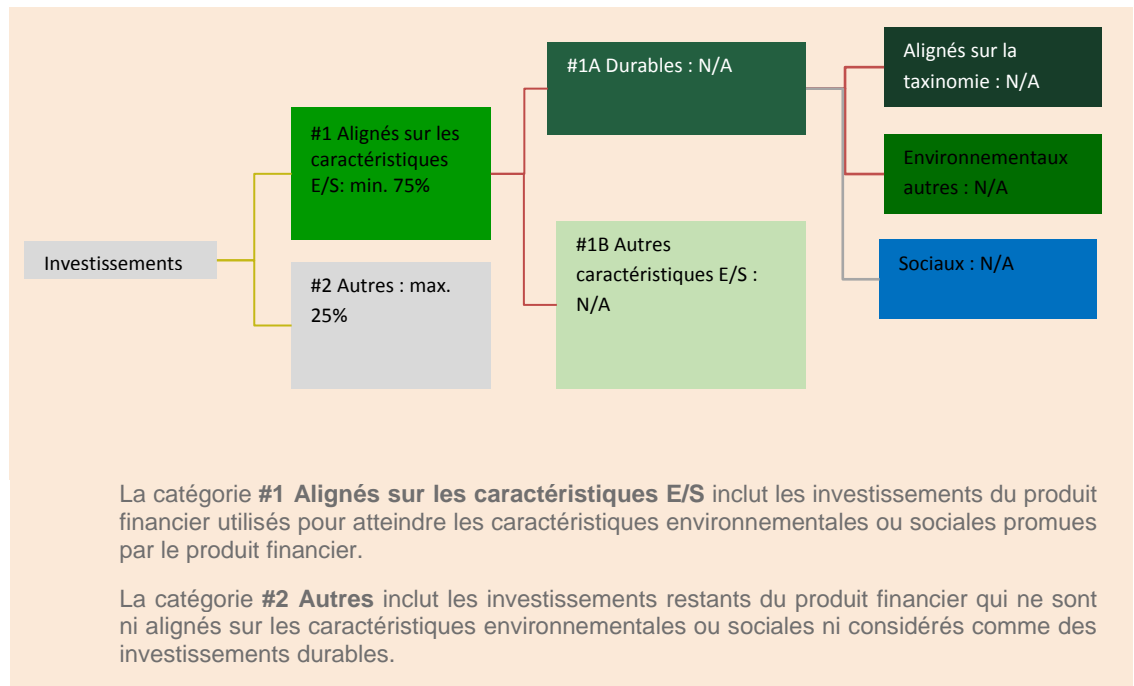 Investissements
#1 Alignés sur les
caractéristiques
E/S: min. 75%
#2 Autres : max.
25%
#1A Durables : N/A
#1B Autres
caractéristiques E/S :
N/A
Alignés sur la
taxinomie : N/A
Environnementaux
autres : N/A
Sociaux : N/A
La catégorie #1 Alignés sur les caractéristiques E/S inclut les investissements du produit
financier utilisés pour atteindre les caractéristiques environnementales ou sociales promues
par le produit financier.
La catégorie #2 Autres inclut les investissements restants du produit financier qui ne sont
ni alignés sur les caractéristiques environnementales ou sociales ni considérés comme des
investissements durables.